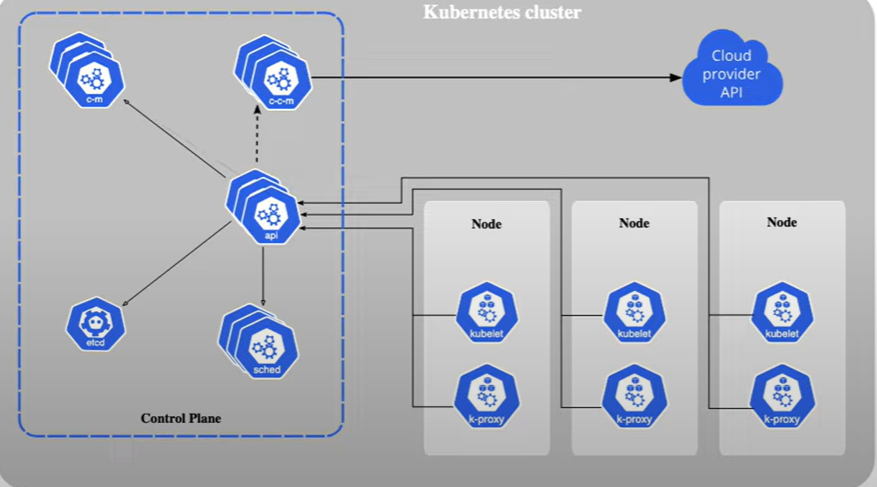 Kubernetes cluster
c-m
c-c-m
Cloud
provider
API
api
etcd
sched
Control Plane
Node
kubelet
k-proxy
Node
kubelet
k-proxy
Node
kubelet
k-proxy